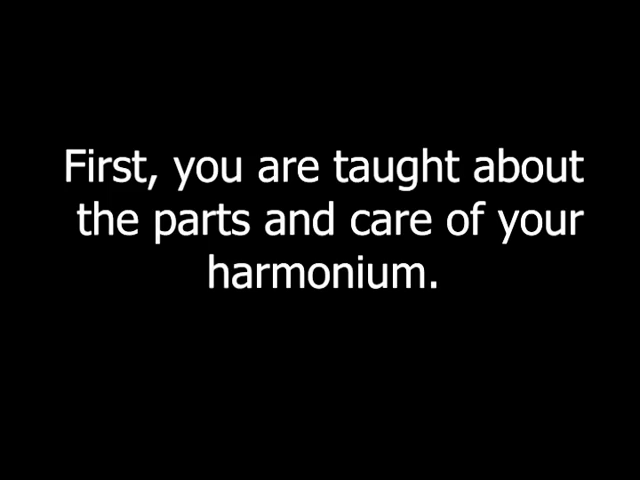 First, you are taught about
the parts and care of your
harmonium.